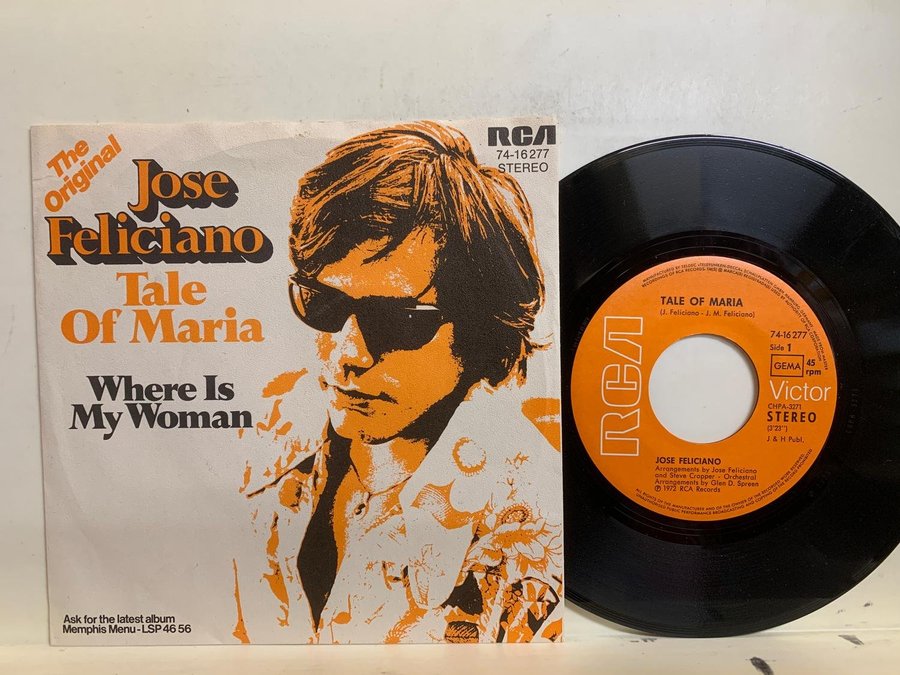 The
Original
Jose
Feliciano
Tale
Of Maria
Where Is
My Woman
RCA
74-16 277
STEREO
Ask for the latest album
Memphis Menu - LSP 46 56
TALE OF MARIA
(J. Feliciano - J. M. Feliciano)
RCA
74-16 277
Side 1
GEMA
45
rpm
Victor
CHPA-3271
STEREO
(3'23")
J & H Publ.
JOSE FELICIANO
Arrangements by Jose Feliciano
and Steve Cropper - Orchestral
Arrangements by Glen D. Spreen
℗ 1972 RCA Records